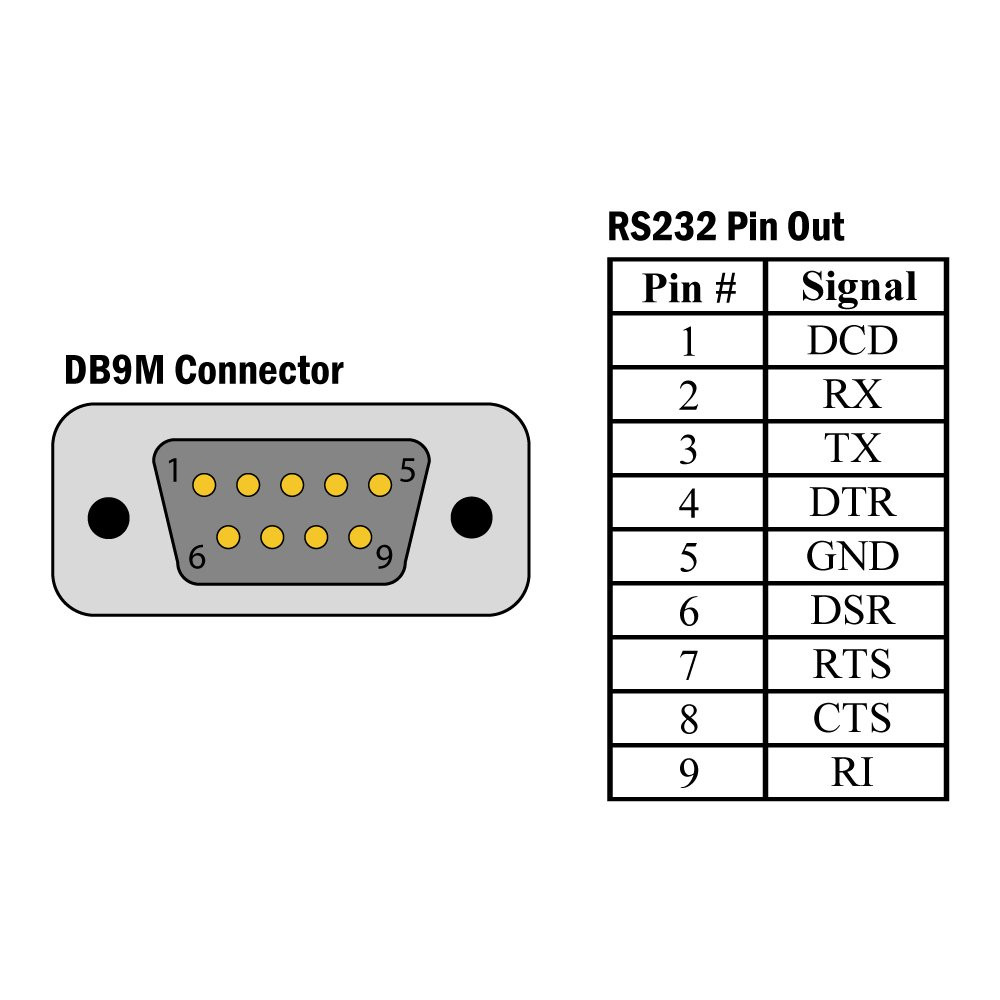 DB9M Connector
1 5
6 9
RS232 Pin Out
Pin # Signal
1 DCD
2 RX
3 TX
4 DTR
5 GND
6 DSR
7 RTS
8 CTS
9 RI